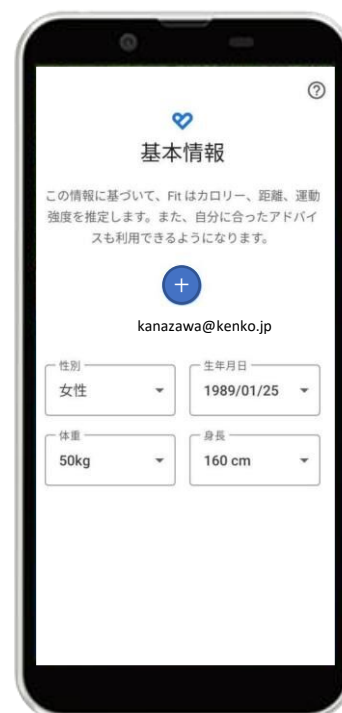 基本情報
この情報に基づいて、Fit はカロリー、距離、運動
強度を推定します。また、自分に合ったアドバイ
スも利用できるようになります。
kanazawa@kenko.jp
性別
女性
生年月日
1989/01/25
体重
50kg
身長
160 cm